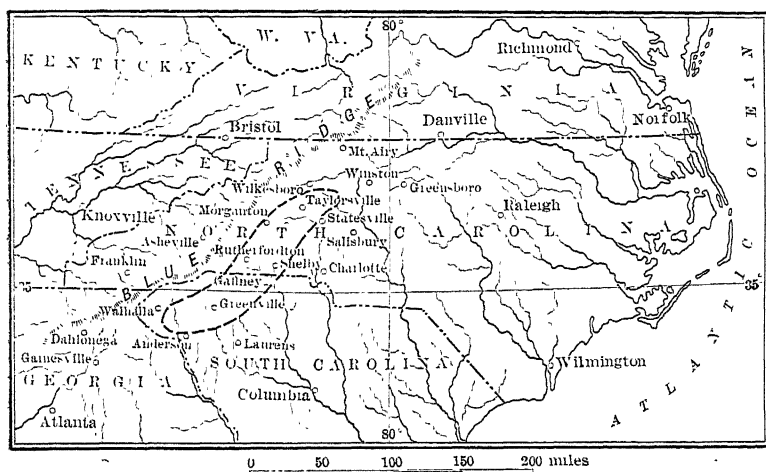 80°
W. VA.
Richmond
KENTUCKY
VIRGINIA
OCEAN
Bristol
Danville
Norfolk
BLUE RIDGE
Mt. Airy
TENNESSEE
Winston
Wilkesboro
Greensboro
Taylorsville
Knoxville
Morganton
Statesville
Raleigh
NORTH CAROLINA
Asheville
Salisbury
Rutherfordton
Franklin
Shelby
Charlotte
35
Gaffney
35°
Walhalla
Greenville
ATLANTIC
Dahlonega
Anderson
Laurens
Gainesville
SOUTH CAROLINA
Wilmington
GEORGIA
Columbia
Atlanta
80
0 50 100 150 200 miles